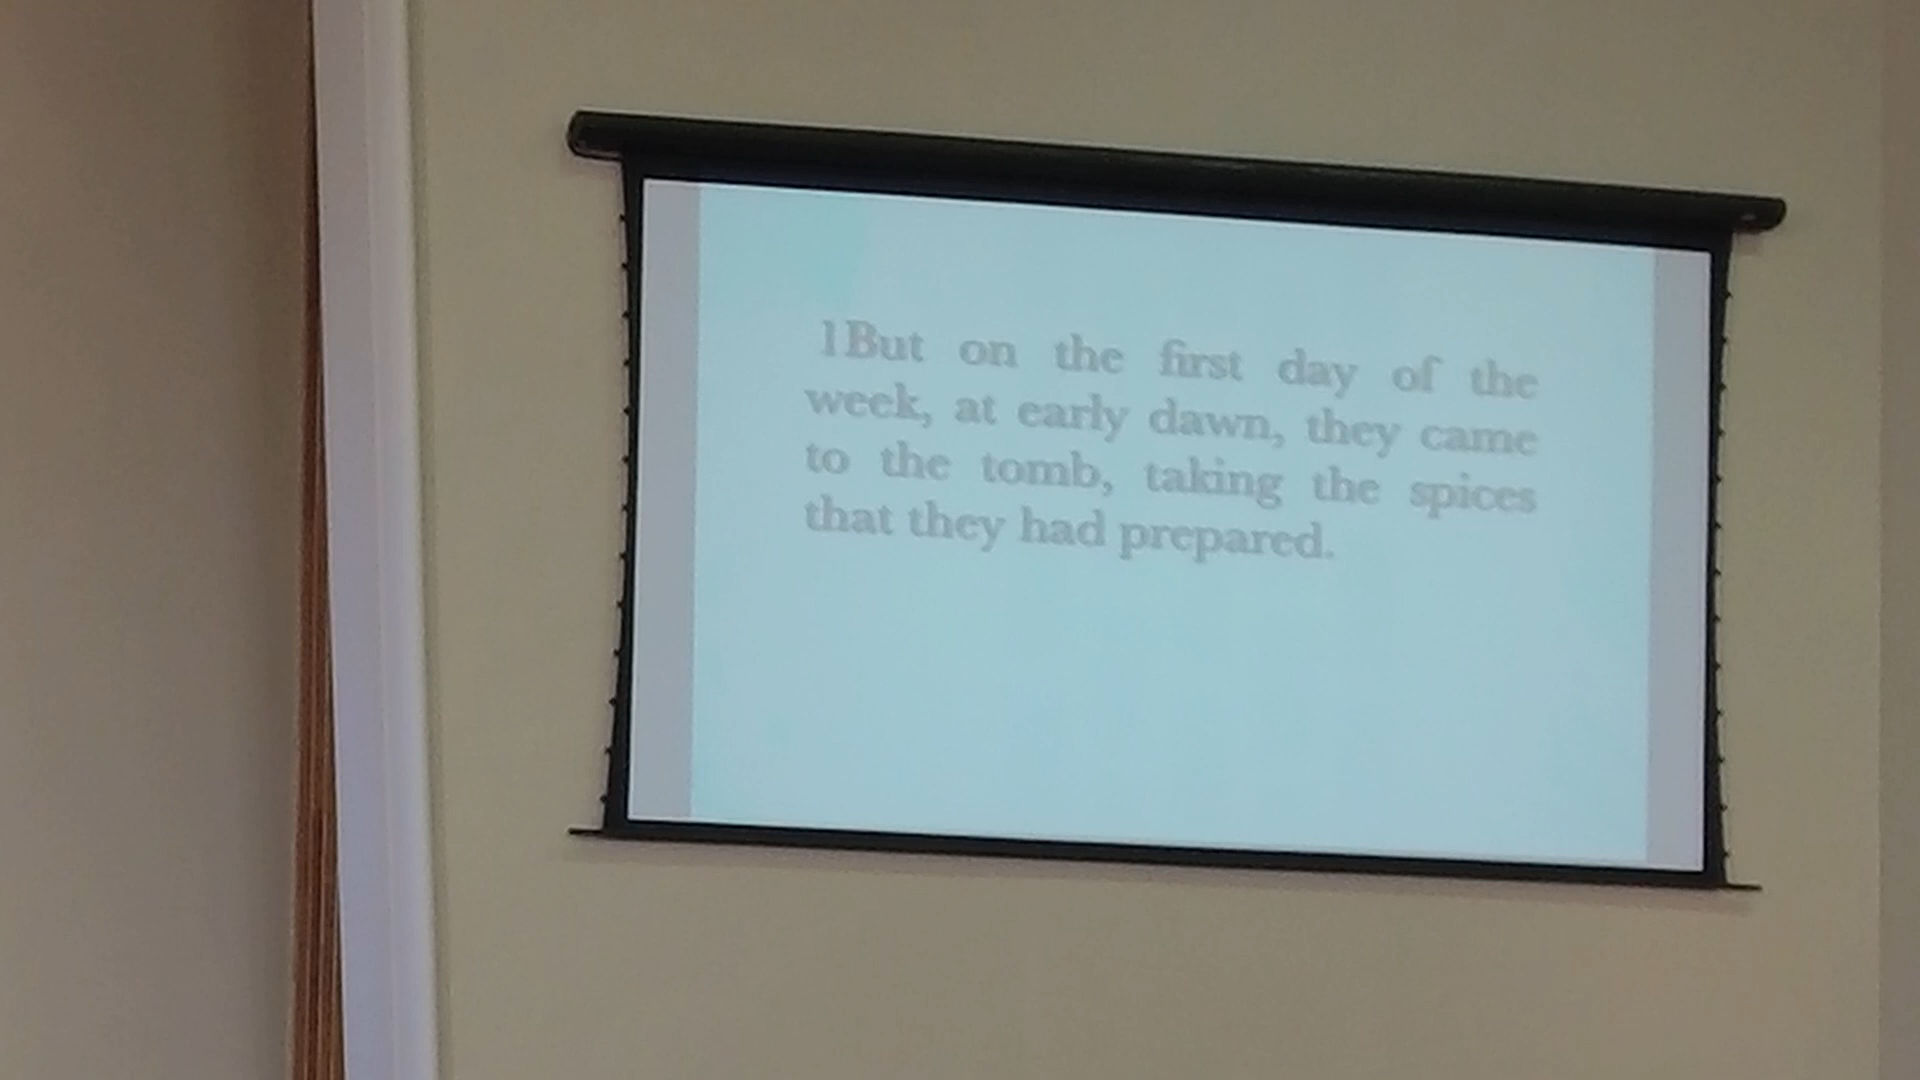 1But on the first day of the
week, at early dawn, they came
to the tomb, taking the spices
that they had prepared.